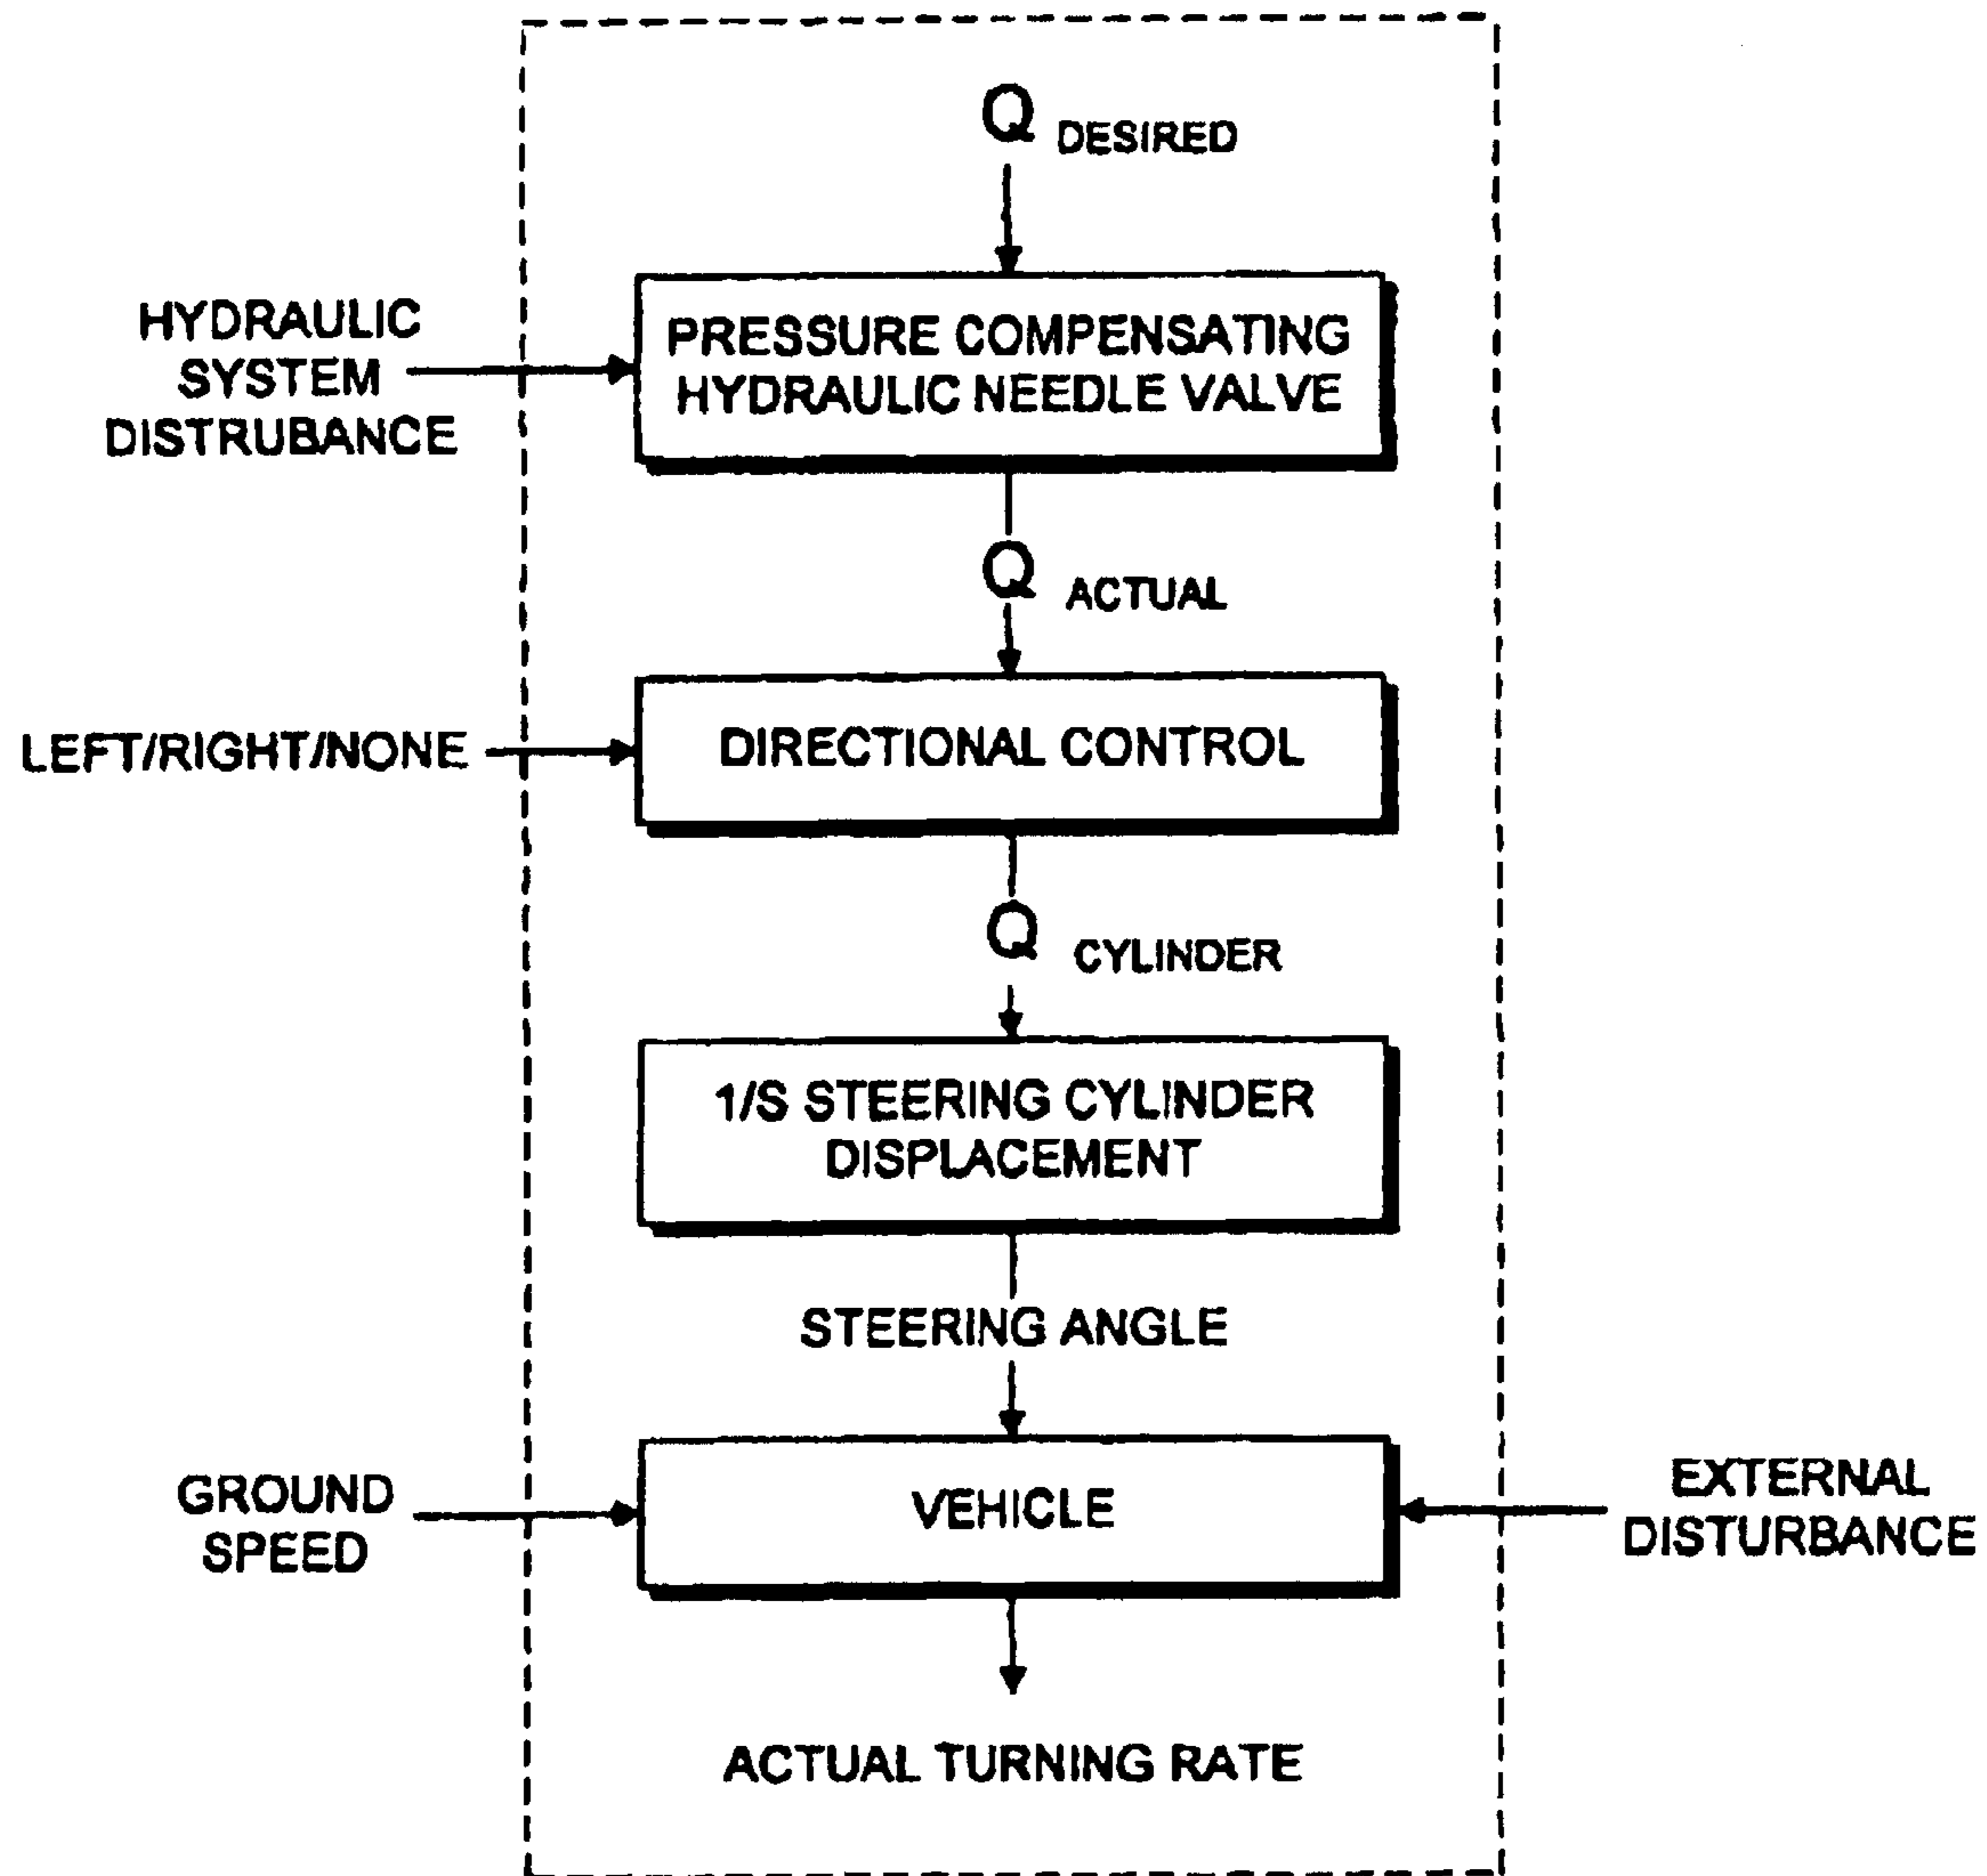 Q DESIRED
HYDRAULIC
SYSTEM
DISTRUBANCE
PRESSURE COMPENSATING
HYDRAULIC NEEDLE VALVE
Q ACTUAL
LEFT/RIGHT/NONE
DIRECTIONAL CONTROL
Q CYLINDER
1/S STEERING CYLINDER
DISPLACEMENT
STEERING ANGLE
GROUND
SPEED
VEHICLE
EXTERNAL
DISTURBANCE
ACTUAL TURNING RATE